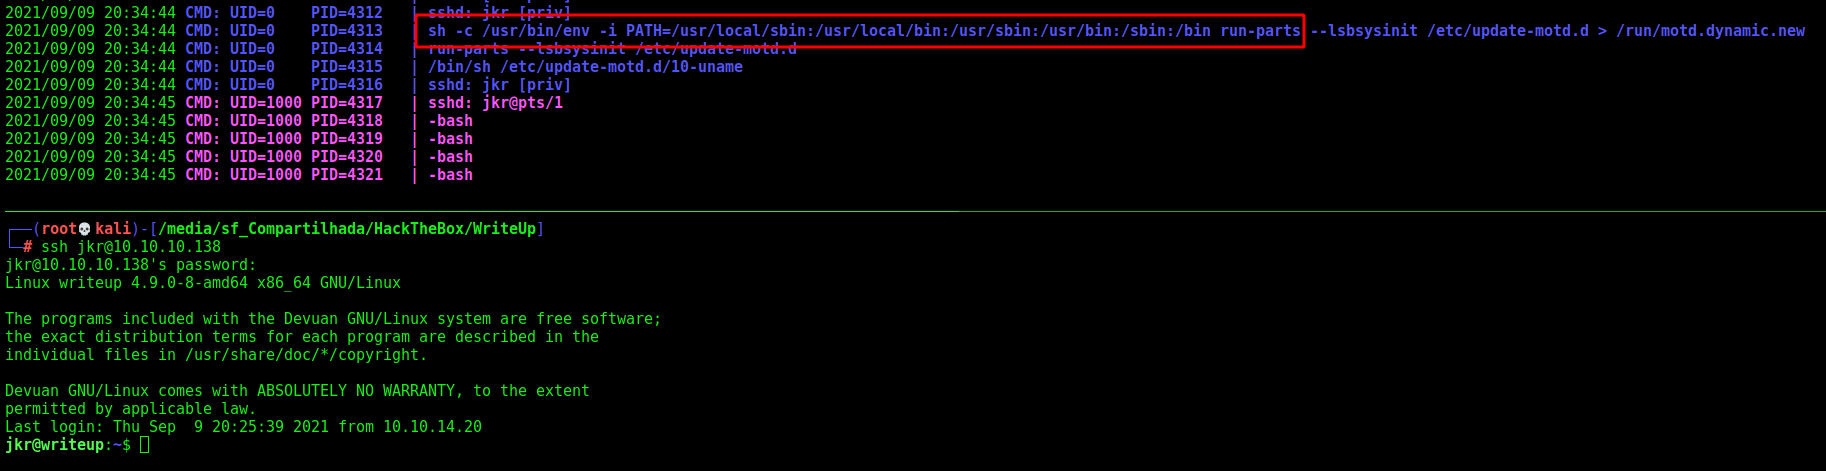 2021/09/09 20:34:44 CMD: UID=0    PID=4312   | sshd: jkr [priv]
2021/09/09 20:34:44 CMD: UID=0    PID=4313   | sh -c /usr/bin/env -i PATH=/usr/local/sbin:/usr/local/bin:/usr/sbin:/usr/bin:/sbin:/bin run-parts --lsbsysinit /etc/update-motd.d > /run/motd.dynamic.new
2021/09/09 20:34:44 CMD: UID=0    PID=4314   | run-parts --lsbsysinit /etc/update-motd.d
2021/09/09 20:34:44 CMD: UID=0    PID=4315   | /bin/sh /etc/update-motd.d/10-uname
2021/09/09 20:34:44 CMD: UID=0    PID=4316   | sshd: jkr [priv]
2021/09/09 20:34:45 CMD: UID=1000 PID=4317   | sshd: jkr@pts/1
2021/09/09 20:34:45 CMD: UID=1000 PID=4318   | -bash
2021/09/09 20:34:45 CMD: UID=1000 PID=4319   | -bash
2021/09/09 20:34:45 CMD: UID=1000 PID=4320   | -bash
2021/09/09 20:34:45 CMD: UID=1000 PID=4321   | -bash
┌──(root💀kali)-[/media/sf_Compartilhada/HackTheBox/WriteUp]
└─# ssh jkr@10.10.10.138
jkr@10.10.10.138's password:
Linux writeup 4.9.0-8-amd64 x86_64 GNU/Linux
The programs included with the Devuan GNU/Linux system are free software;
the exact distribution terms for each program are described in the
individual files in /usr/share/doc/*/copyright.
Devuan GNU/Linux comes with ABSOLUTELY NO WARRANTY, to the extent
permitted by applicable law.
Last login: Thu Sep  9 20:25:39 2021 from 10.10.14.20
jkr@writeup:~$